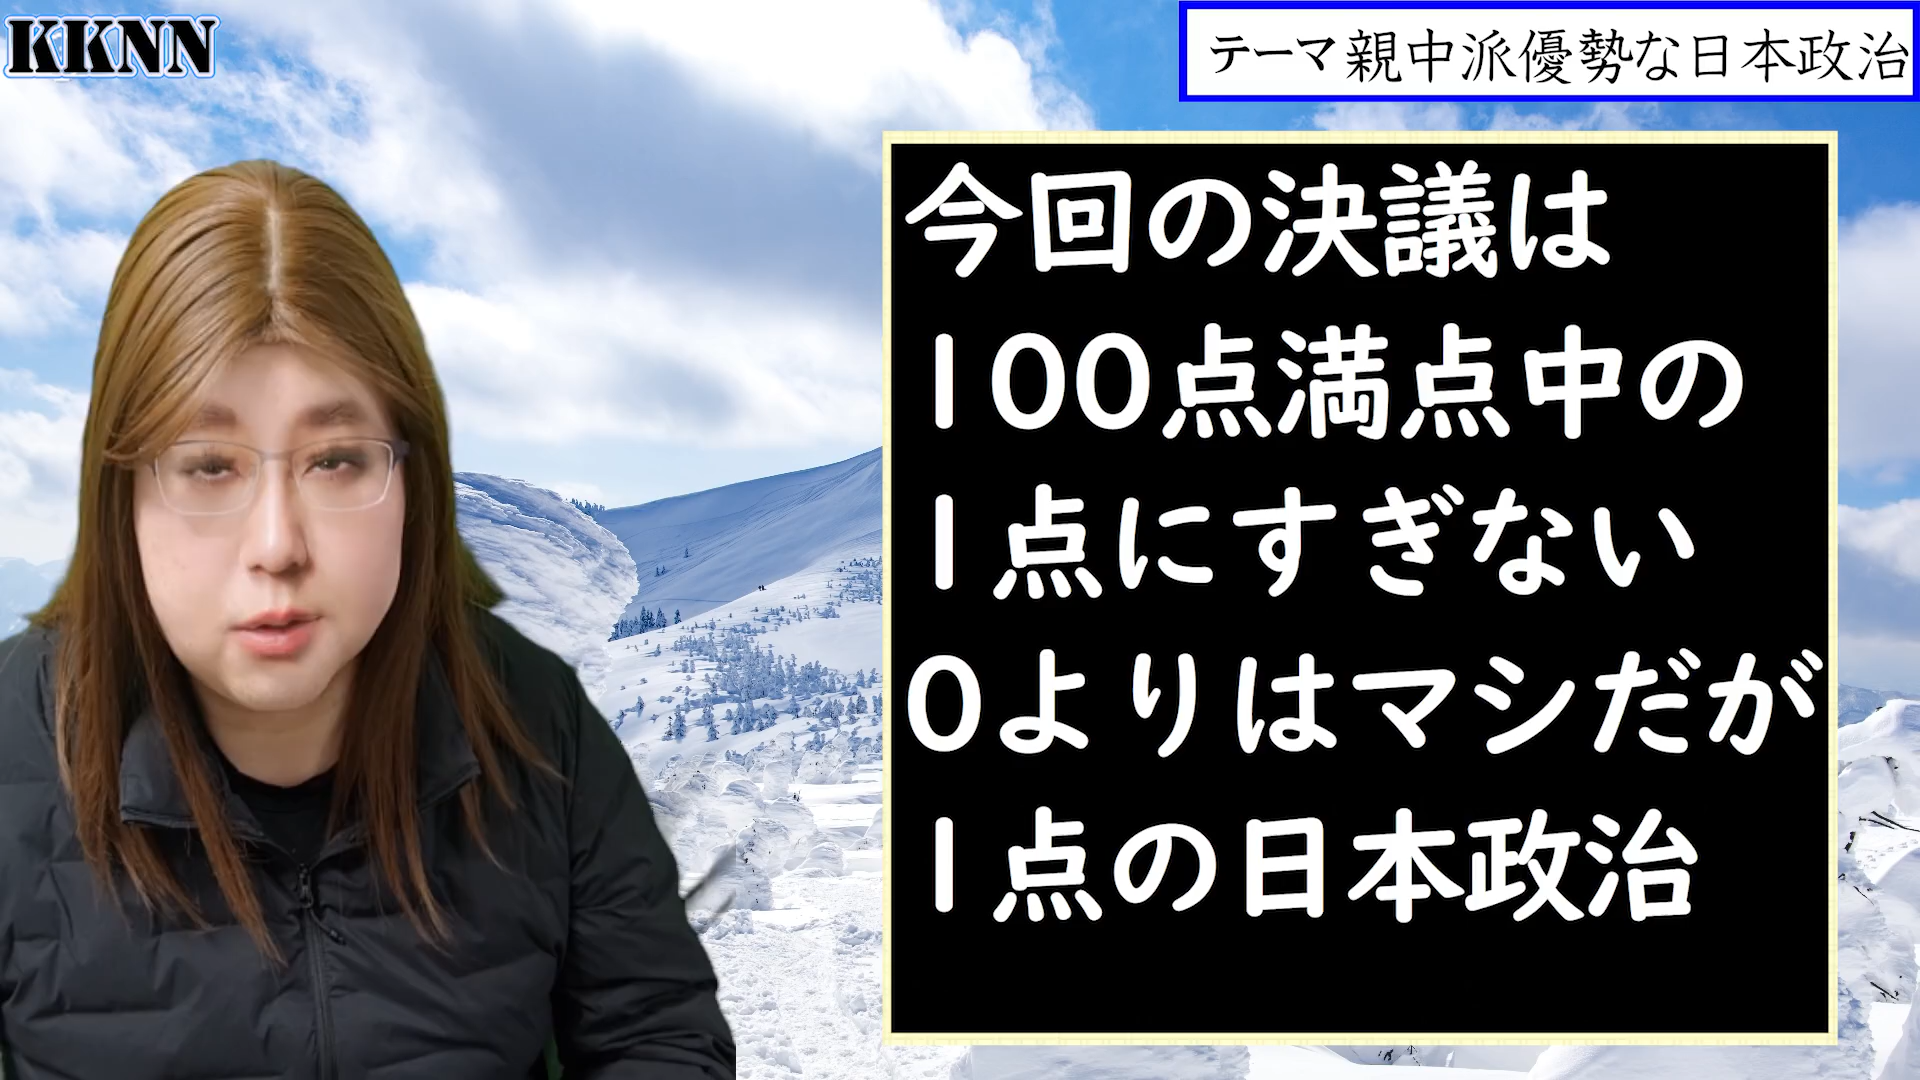 KKNN
テーマ親中派優勢な日本政治
今回の決議は
100点満点中の
1点にすぎない
0よりはマシだが
1点の日本政治